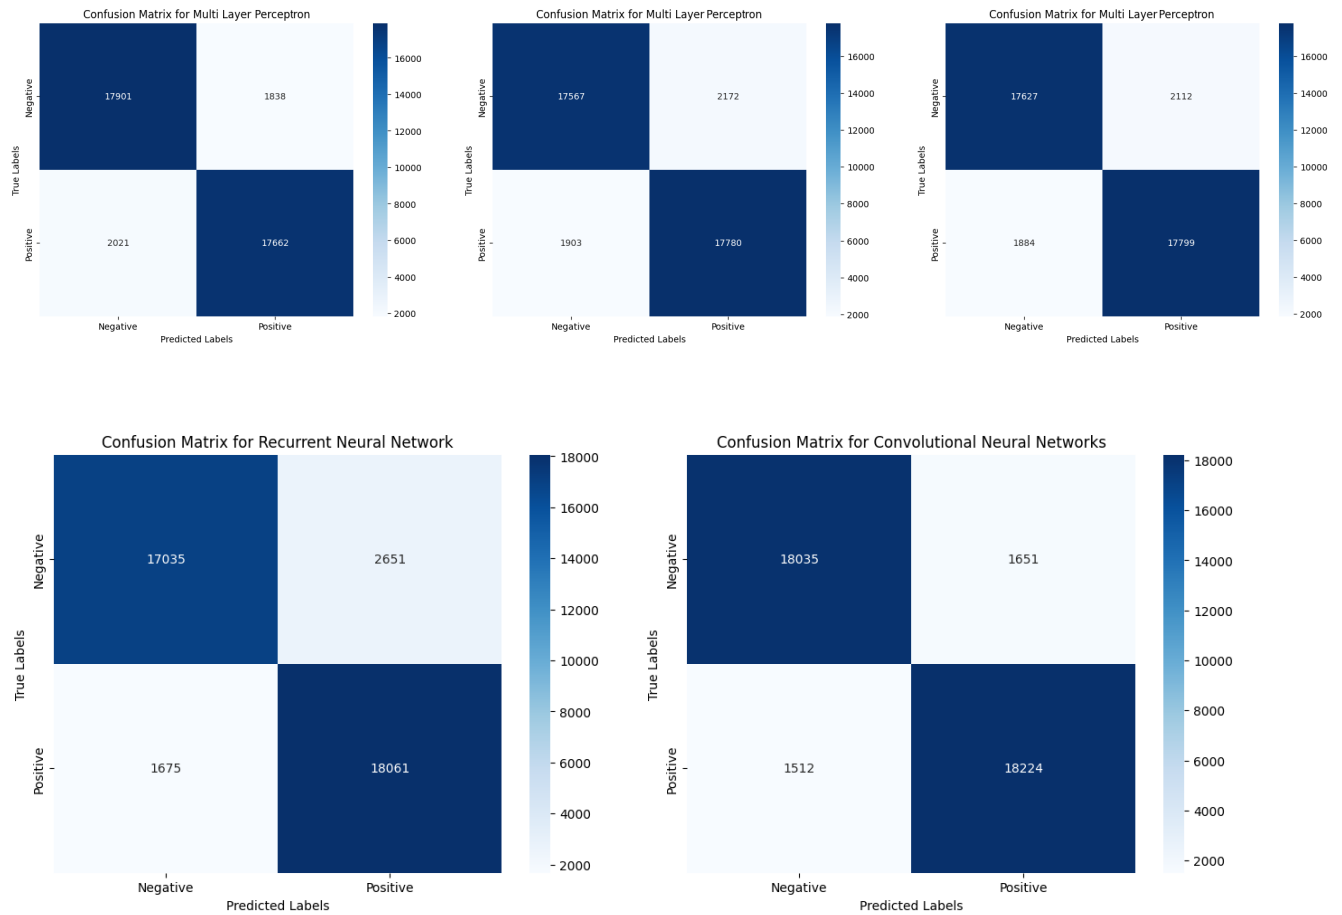 Confusion Matrix for Multi Layer Perceptron
Negative
17901
1838
Positive
2021
17662
True Labels
Negative
Positive
Predicted Labels
16000
14000
12000
10000
8000
6000
4000
2000
Confusion Matrix for Multi Layer Perceptron
Negative
17567
2172
Positive
1903
17780
True Labels
Negative
Positive
Predicted Labels
16000
14000
12000
10000
8000
6000
4000
2000
Confusion Matrix for Multi Layer Perceptron
Negative
17627
2112
Positive
1884
17799
True Labels
Negative
Positive
Predicted Labels
16000
14000
12000
10000
8000
6000
4000
2000
Confusion Matrix for Recurrent Neural Network
Negative
17035
2651
Positive
1675
18061
True Labels
Negative
Positive
Predicted Labels
18000
16000
14000
12000
10000
8000
6000
4000
2000
Confusion Matrix for Convolutional Neural Networks
Negative
18035
1651
Positive
1512
18224
True Labels
Negative
Positive
Predicted Labels
18000
16000
14000
12000
10000
8000
6000
4000
2000